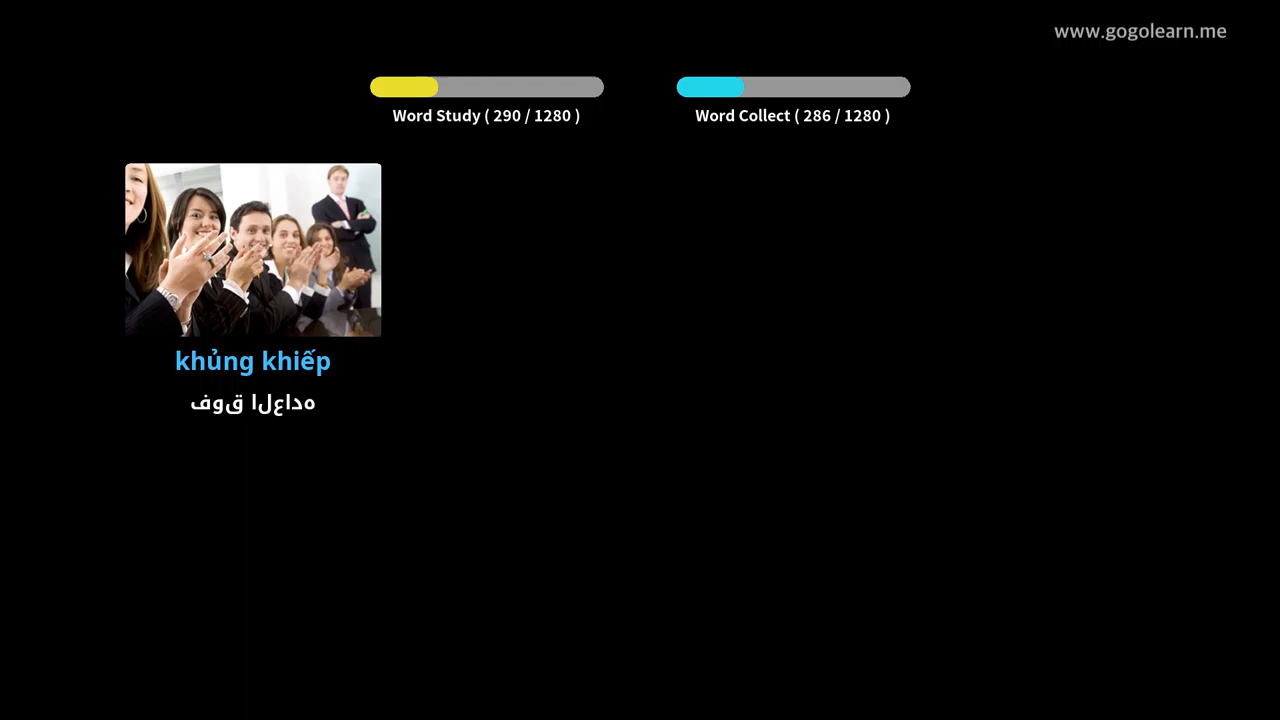 www.gogolearn.me
Word Study ( 290 / 1280 )
Word Collect ( 286 / 1280 )
khủng khiếp
فوق العاده